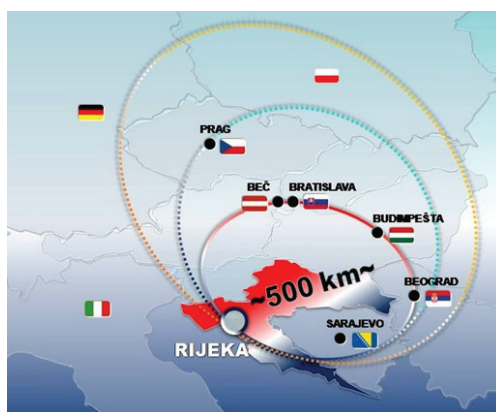 PRAG
BEČ
BRATISLAVA
BUDIMPEŠTA
~500 km~
BEOGRAD
SARAJEVO
RIJEKA